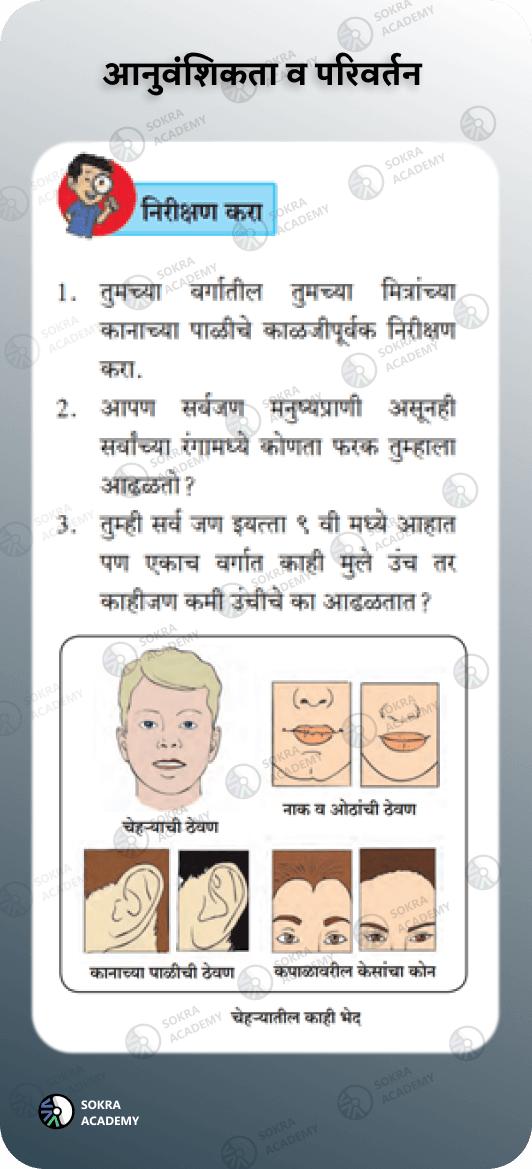 आनुवंशिकता व परिवर्तन
निरीक्षण करा
1. तुमच्या वर्गातील तुमच्या मित्रांच्या
कानाच्या पाळीचे काळजीपूर्वक निरीक्षण
करा.
2. आपण सर्वजण मनुष्यप्राणी असूनही
सर्वांच्या रंगामध्ये कोणता फरक तुम्हाला
आढळतो ?
3. तुम्ही सर्व जण इयत्ता ९ वी मध्ये आहात
पण एकाच वर्गात काही मुले उंच तर
काहीजण कमी उंचीचे का आढळतात ?
नाक व ओठांची ठेवण
चेहऱ्याची ठेवण
कानाच्या पाळीची ठेवण
कपाळावरील केसांचा कोन
चेहऱ्यातील काही भेद
SOKRA
ACADEMY